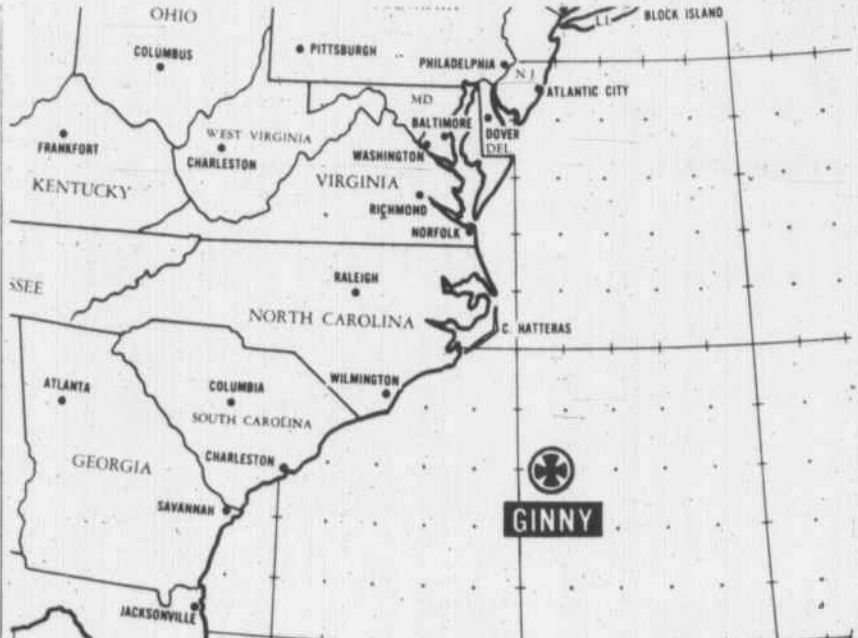 OHIO
L.I.
BLOCK ISLAND
COLUMBUS
PITTSBURGH
PHILADELPHIA
N.J.
ATLANTIC CITY
MD.
BALTIMORE
DOVER
DEL.
FRANKFORT
WEST VIRGINIA
CHARLESTON
WASHINGTON
KENTUCKY
VIRGINIA
RICHMOND
NORFOLK
SSEE
RALEIGH
NORTH CAROLINA
C. HATTERAS
ATLANTA
COLUMBIA
WILMINGTON
SOUTH CAROLINA
GEORGIA
CHARLESTON
SAVANNAH
GINNY
JACKSONVILLE